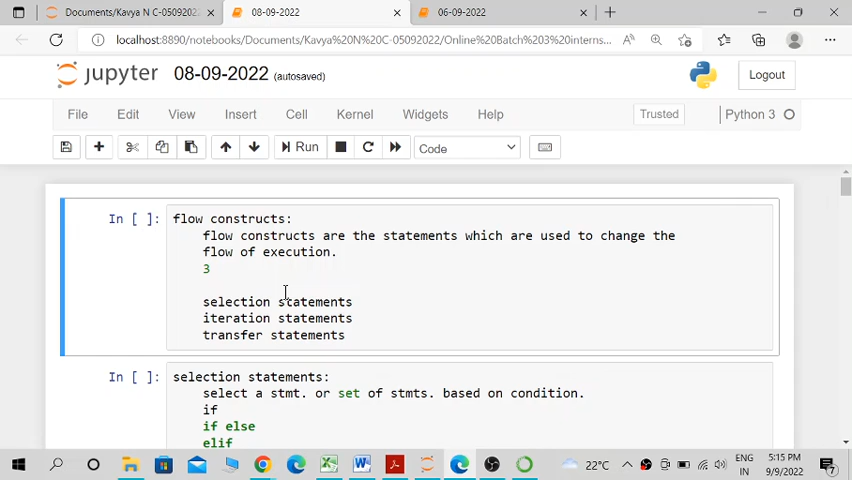 Documents/Kavya N C-0509202
08-09-2022
06-09-2022
localhost:8890/notebooks/Documents/Kavya%20N%20C-05092022/Online%20Batch%203%20interns...
jupyter 08-09-2022 (autosaved)
Logout
File Edit View Insert Cell Kernel Widgets Help
Trusted
Python 3
Run
Code
In [ ]:
flow constructs:
flow constructs are the statements which are used to change the
flow of execution.
3
selection statements
iteration statements
transfer statements
In [ ]:
selection statements:
select a stmt. or set of stmts. based on condition.
if
if else
elif
22°C
ENG
IN
5:15 PM
9/9/2022